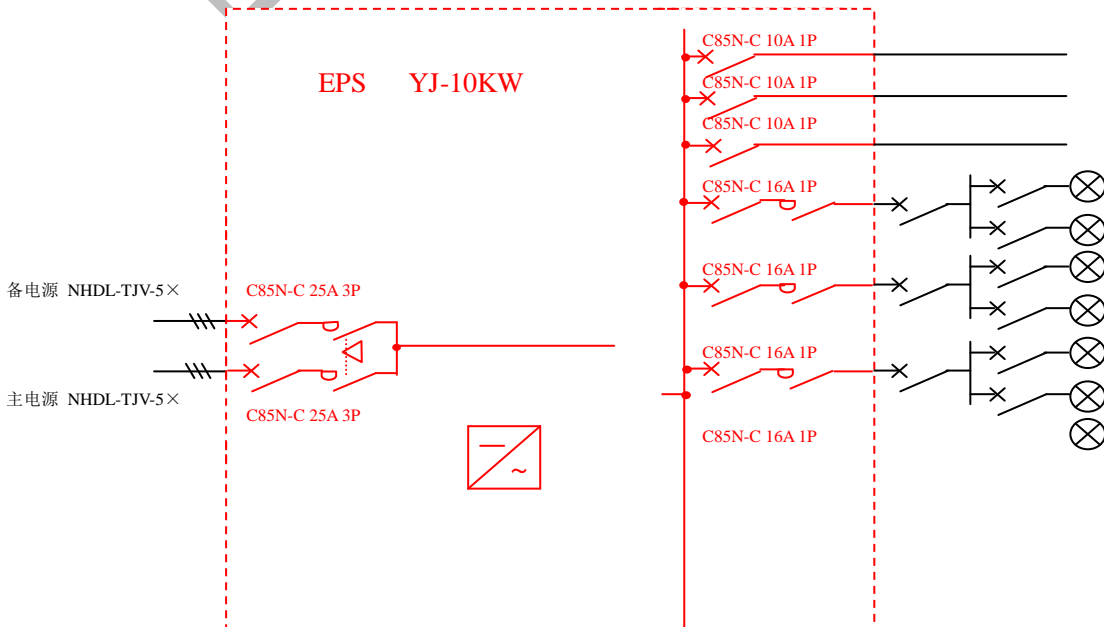 C85N-C 10A 1P
EPS YJ-10KW
C85N-C 10A 1P
C85N-C 10A 1P
C85N-C 16A 1P
C85N-C 16A 1P
备电源 NHDL-TJV-5×
C85N-C 25A 3P
C85N-C 16A 1P
主电源 NHDL-TJV-5×
C85N-C 25A 3P
C85N-C 16A 1P
~